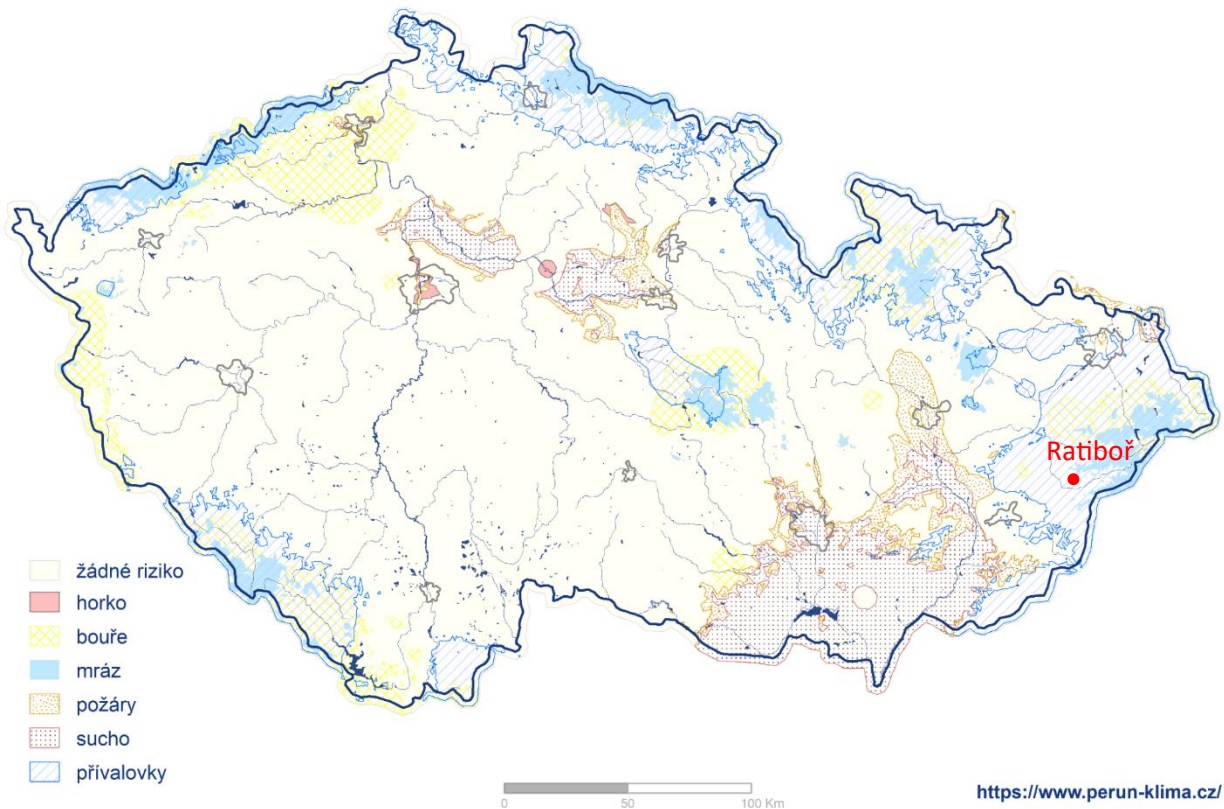 Ratiboř
žádné riziko
horko
bouře
mráz
požáry
sucho
přívalovky
0 50 100 Km
https://www.perun-klima.cz/